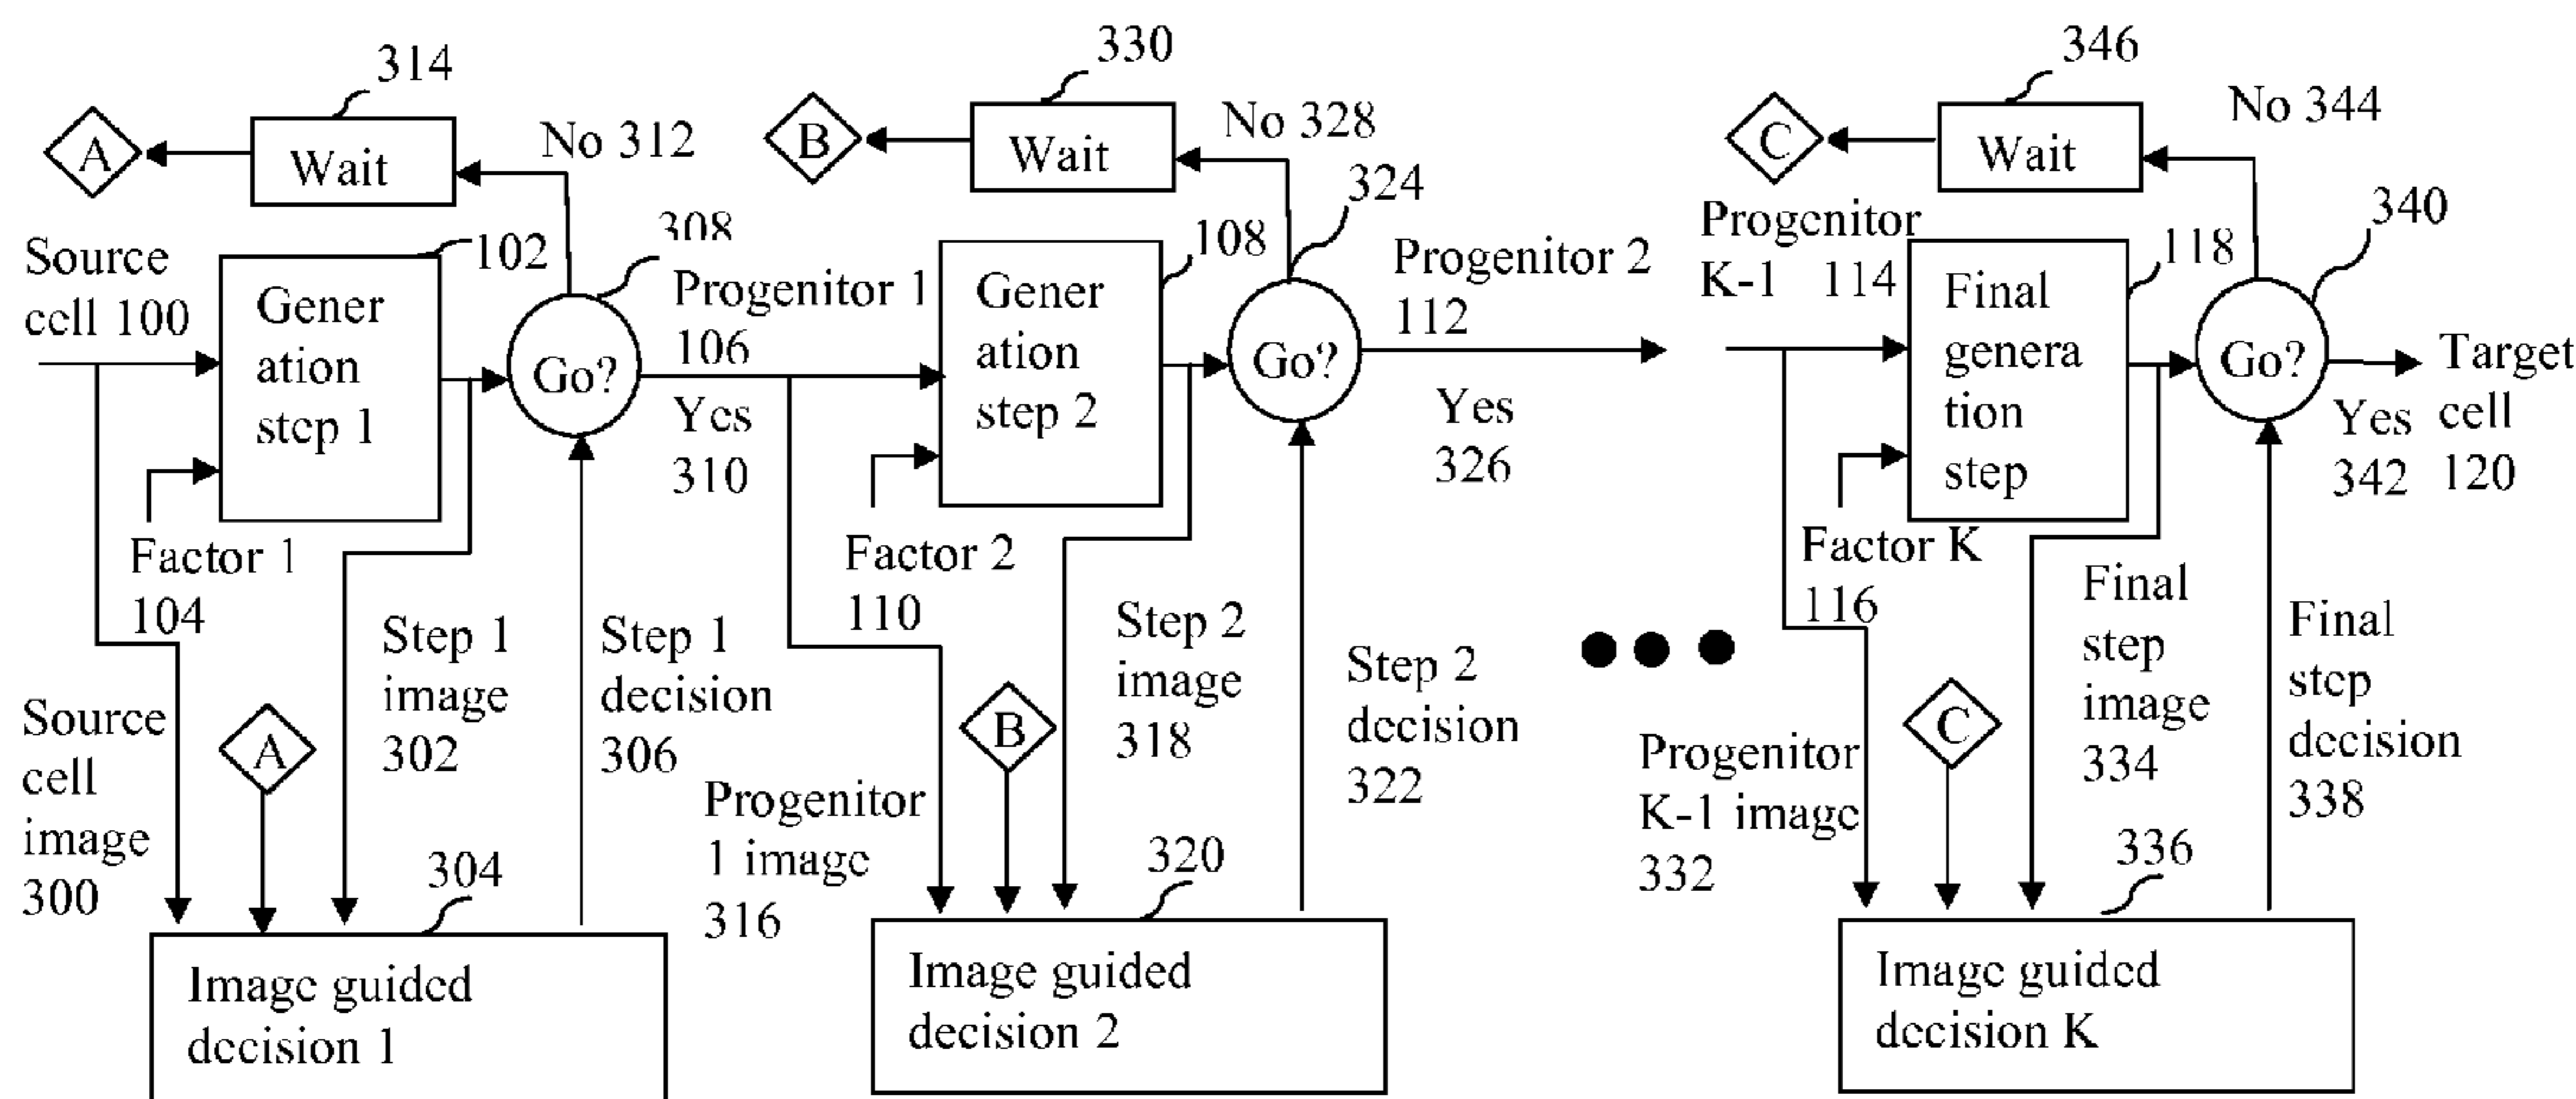 314
330
346
A
Wait
No 312
B
Wait
No 328
C
Wait
No 344
324
308
340
Source
cell 100
102
Gener
ation
step 1
Go?
Progenitor 1
106
Yes
310
108
Gener
ation
step 2
Go?
Progenitor 2
112
Yes
326
Progenitor
K-1 114
118
Final
genera
tion
step
Go?
Yes
342
Target
cell
120
Factor 1
104
Factor 2
110
Factor K
116
Source
cell
image
300
A
Step 1
image
302
Step 1
decision
306
Progenitor
1 image
316
B
Step 2
image
318
Step 2
decision
322
Progenitor
K-1 image
332
C
Final
step
image
334
Final
step
decision
338
304
320
336
Image guided
decision 1
Image guided
decision 2
Image guided
decision K